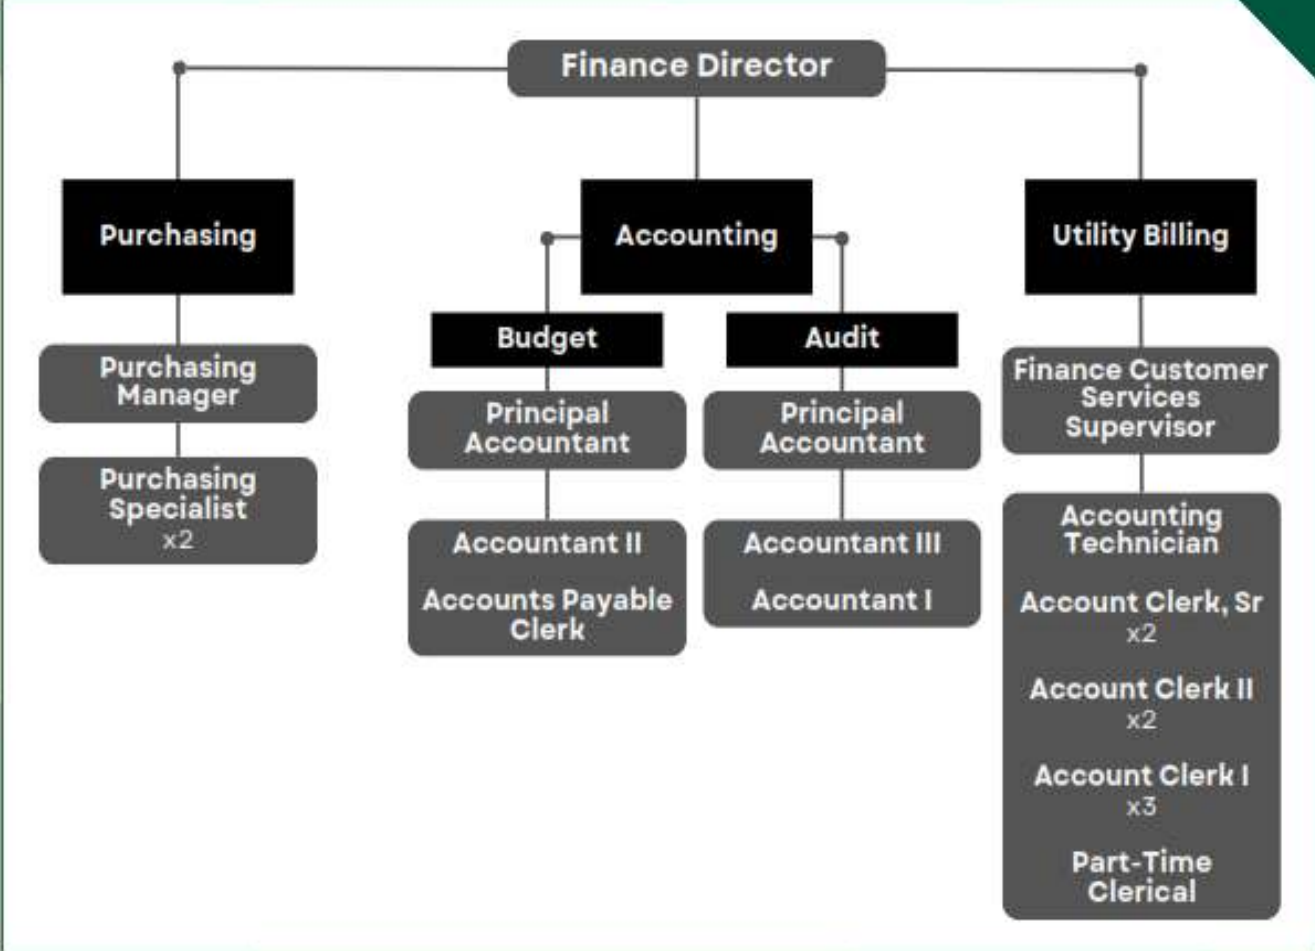 Finance Director
Purchasing
Accounting
Utility Billing
Budget
Audit
Purchasing
Manager
Purchasing
Specialist
x2
Principal
Accountant
Accountant II
Accounts Payable
Clerk
Principal
Accountant
Accountant III
Accountant I
Finance Customer
Services
Supervisor
Accounting
Technician
Account Clerk, Sr
x2
Account Clerk II
x2
Account Clerk I
x3
Part-Time
Clerical